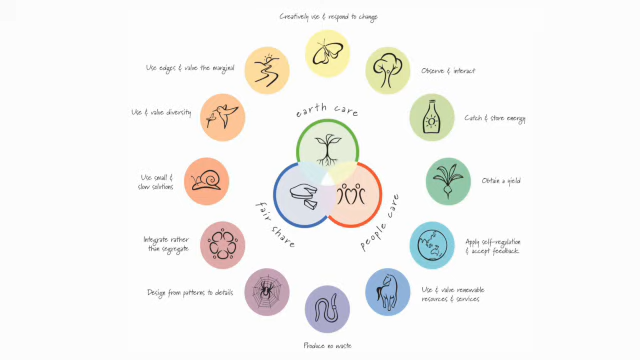 Creatively use & respond to change
Use edges & value the marginal
Observe & interact
Use & value diversity
earth care
Catch & store energy
Use small &
slow solutions
Obtain a yield
fair share
people care
Integrate rather
than segregate
Apply self-regulation
& accept feedback
Design from patterns to details
Use & value renewable
resources & services
Produce no waste